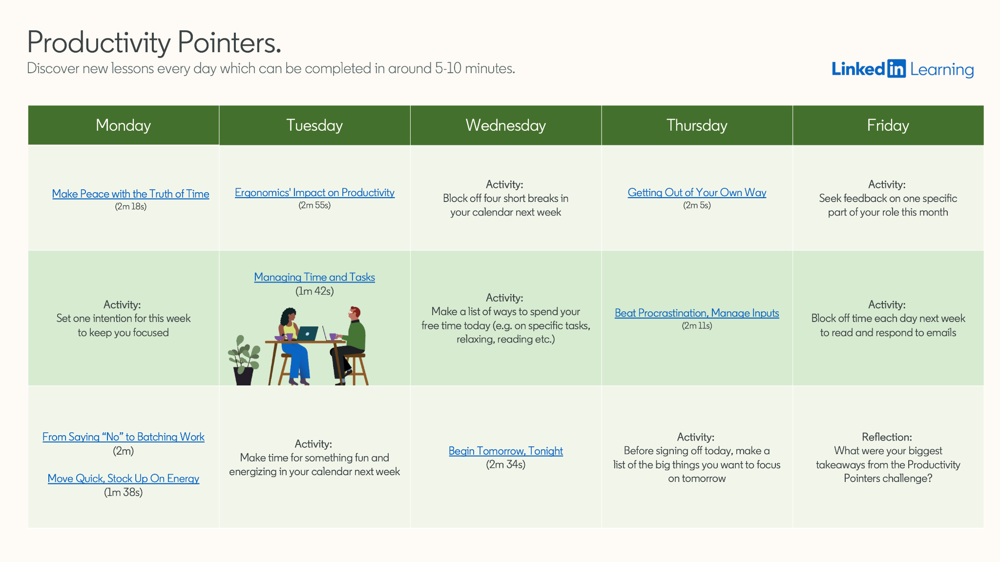 Productivity Pointers.
Discover new lessons every day which can be completed in around 5-10 minutes.
Linked in Learning
Monday
Tuesday
Wednesday
Thursday
Friday
Make Peace with the Truth of Time
(2m 18s)
Ergonomics' Impact on Productivity
(2m 55s)
Activity:
Block off four short breaks in
your calendar next week
Getting Out of Your Own Way
(2m 5s)
Activity:
Seek feedback on one specific
part of your role this month
Activity:
Set one intention for this week
to keep you focused
Managing Time and Tasks
(1m 42s)
Activity:
Make a list of ways to spend your
free time today (e.g. on specific tasks,
relaxing, reading etc.)
Beat Procrastination, Manage Inputs
(2m 11s)
Activity:
Block off time each day next week
to read and respond to emails
From Saying “No” to Batching Work
(2m)
Move Quick, Stock Up On Energy
(1m 38s)
Activity:
Make time for something fun and
energizing in your calendar next week
Begin Tomorrow, Tonight
(2m 34s)
Activity:
Before signing off today, make a
list of the big things you want to focus
on tomorrow
Reflection:
What were your biggest
takeaways from the Productivity
Pointers challenge?